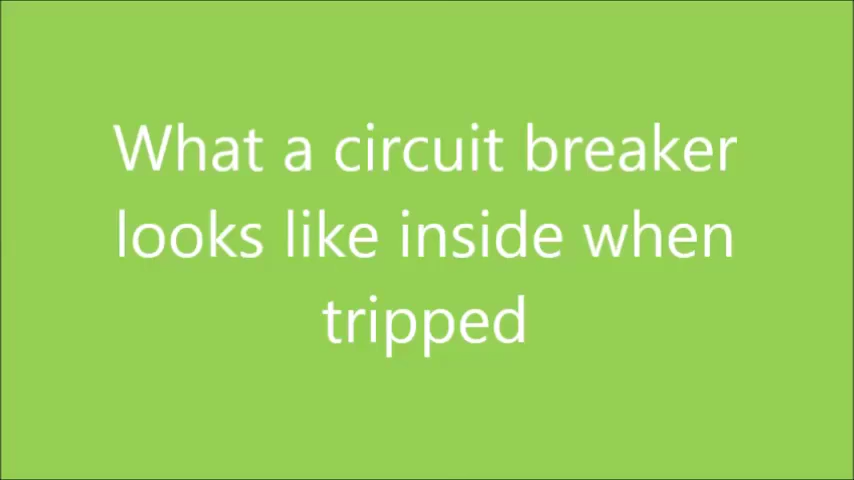 What a circuit breaker
looks like inside when
tripped